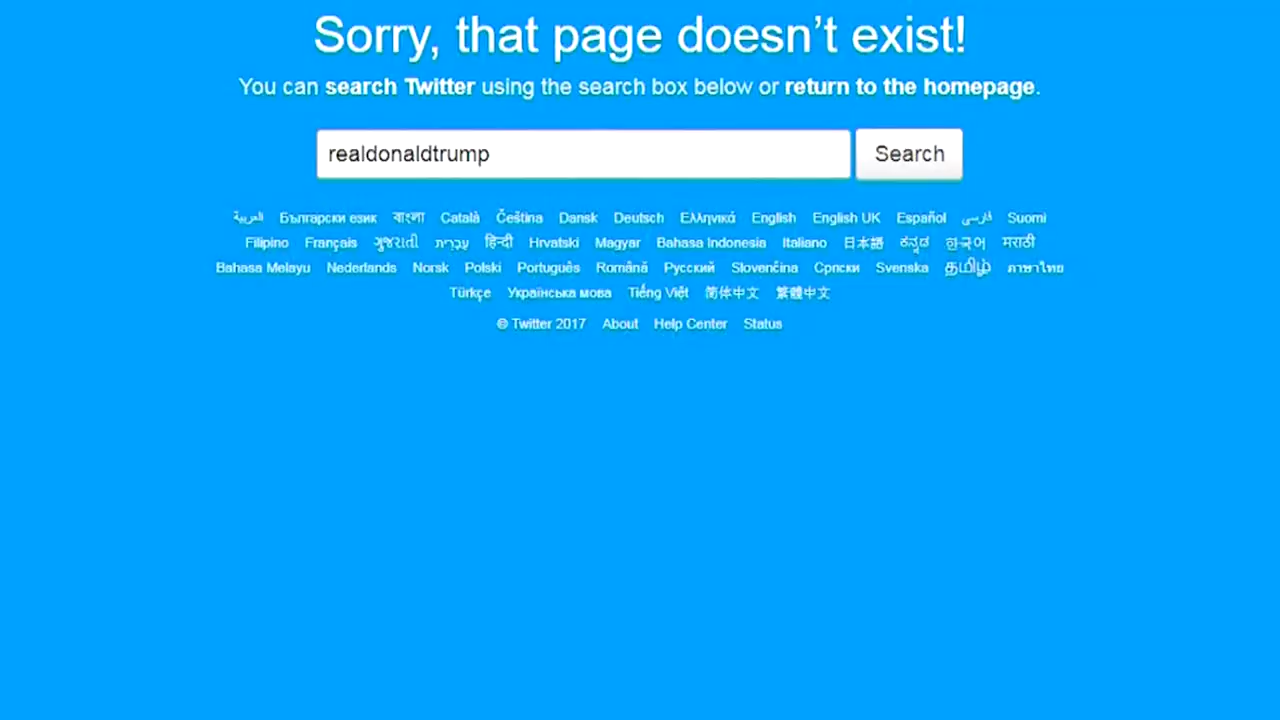 Sorry, that page doesn’t exist!
You can search Twitter using the search box below or return to the homepage.
realdonaldtrump Search
العربية Български език বাংলা Català Čeština Dansk Deutsch Ελληνικά English English UK Español فارسی Suomi
Filipino Français ગુજરાતી עִבְרִית हिन्दी Hrvatski Magyar Bahasa Indonesia Italiano 日本語 ಕನ್ನಡ 한국어 मराठी
Bahasa Melayu Nederlands Norsk Polski Português Română Русский Slovenčina Српски Svenska தமிழ் ภาษาไทย
Türkçe Українська мова Tiếng Việt 简体中文 繁體中文
© Twitter 2017 About Help Center Status